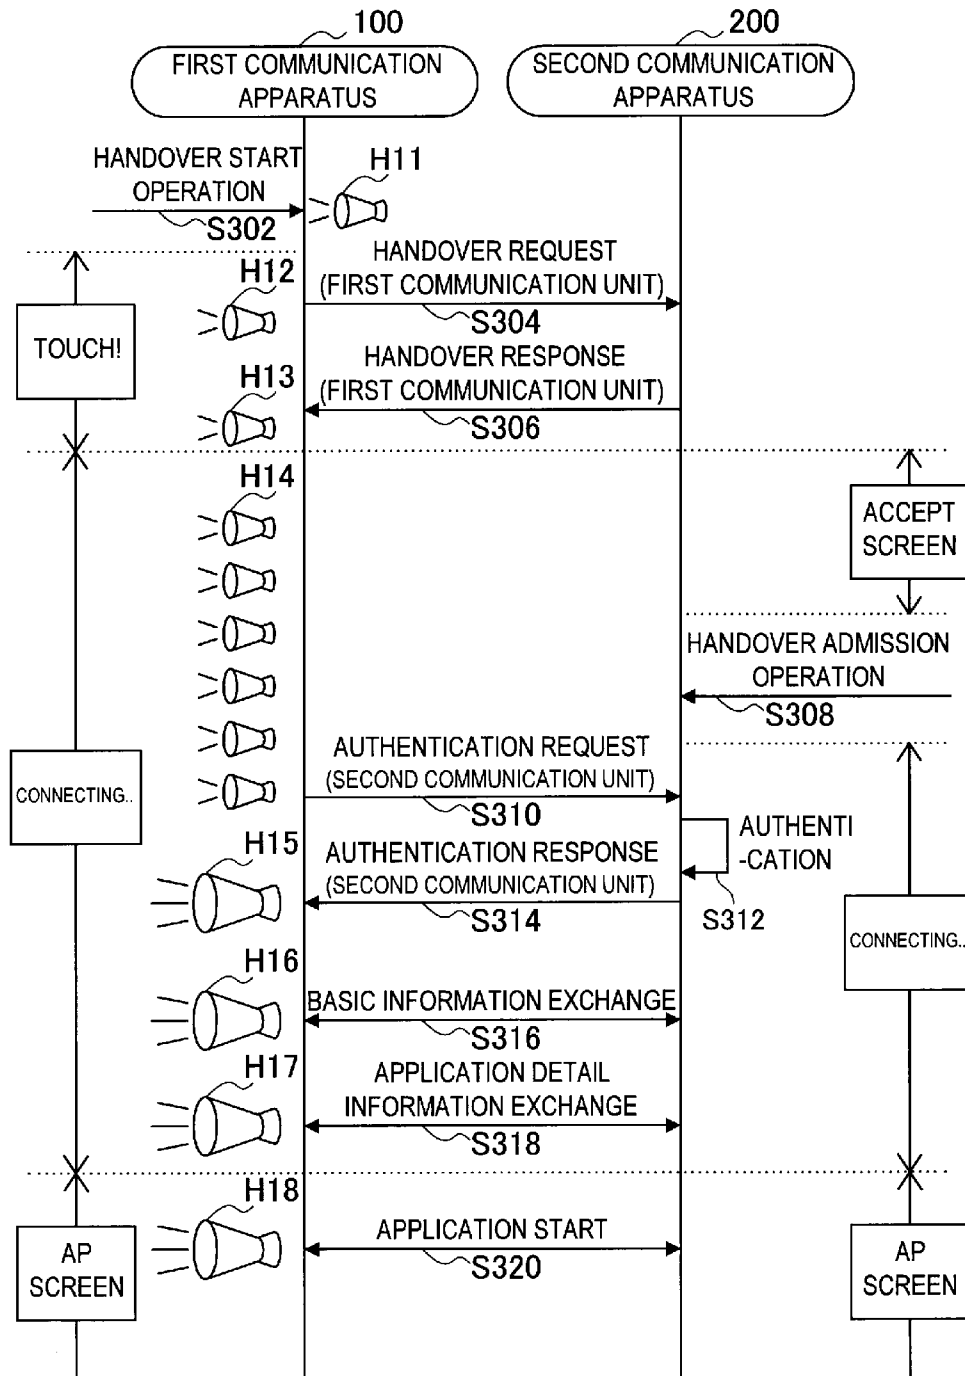 100
200
FIRST COMMUNICATION
APPARATUS
SECOND COMMUNICATION
APPARATUS
HANDOVER START
OPERATION
S302
H11
HANDOVER REQUEST
(FIRST COMMUNICATION UNIT)
S304
H12
TOUCH!
HANDOVER RESPONSE
(FIRST COMMUNICATION UNIT)
S306
H13
H14
ACCEPT
SCREEN
HANDOVER ADMISSION
OPERATION
S308
CONNECTING..
AUTHENTICATION REQUEST
(SECOND COMMUNICATION UNIT)
S310
AUTHENTI
-CATION
S312
H15
AUTHENTICATION RESPONSE
(SECOND COMMUNICATION UNIT)
S314
CONNECTING..
H16
BASIC INFORMATION EXCHANGE
S316
H17
APPLICATION DETAIL
INFORMATION EXCHANGE
S318
H18
AP
SCREEN
APPLICATION START
S320
AP
SCREEN